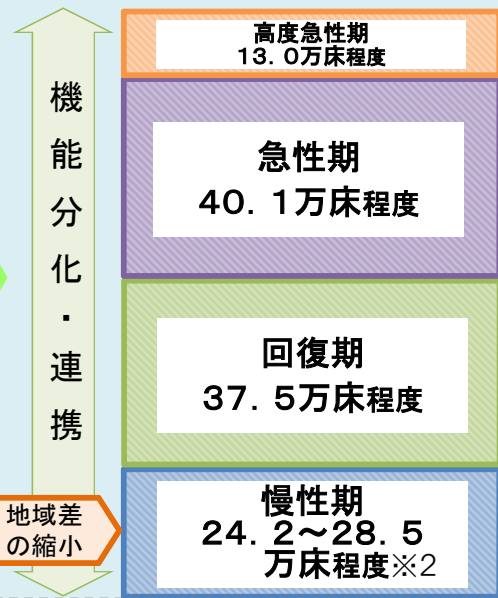 機能分化・連携
高度急性期
13.0万床程度
急性期
40.1万床程度
回復期
37.5万床程度
地域差
の縮小
慢性期
24.2～28.5
万床程度※2